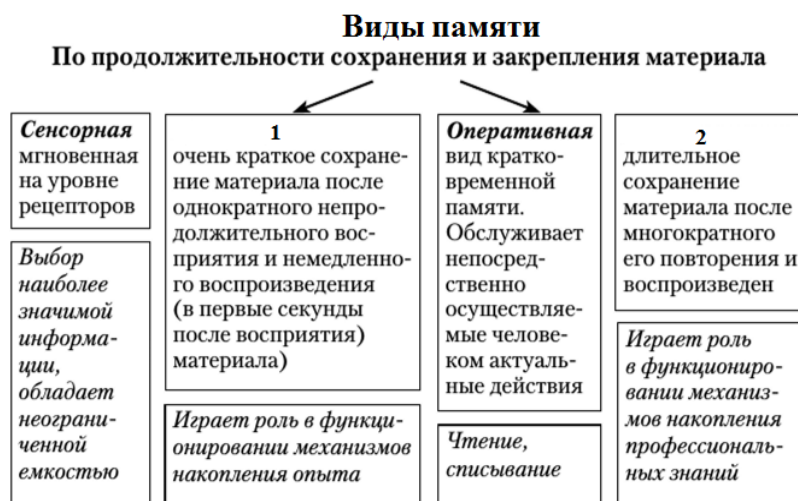 Виды памяти
По продолжительности сохранения и закрепления материала
Сенсорная
мгновенная
на уровне
рецепторов
Выбор
наиболее
значимой
информа-
ции,
обладает
неограни-
ченной
емкостью
1
очень краткое сохране-
ние материала после
однократного непро-
должительного вос-
приятия и немедленно-
го воспроизведения
(в первые секунды
после восприятия)
материала)
Играет роль в функци-
онировании механизмов
накопления опыта
Оперативная
вид кратко-
временной
памяти.
Обслуживает
непосред-
ственно
осуществляе-
мые челове-
ком актуаль-
ные действия
Чтение,
списывание
2
длительное
сохранение
материала после
многократного
его повторения и
воспроизведен
Играет роль
в функциониро-
вании механиз-
мов накопления
профессиональ-
ных знаний